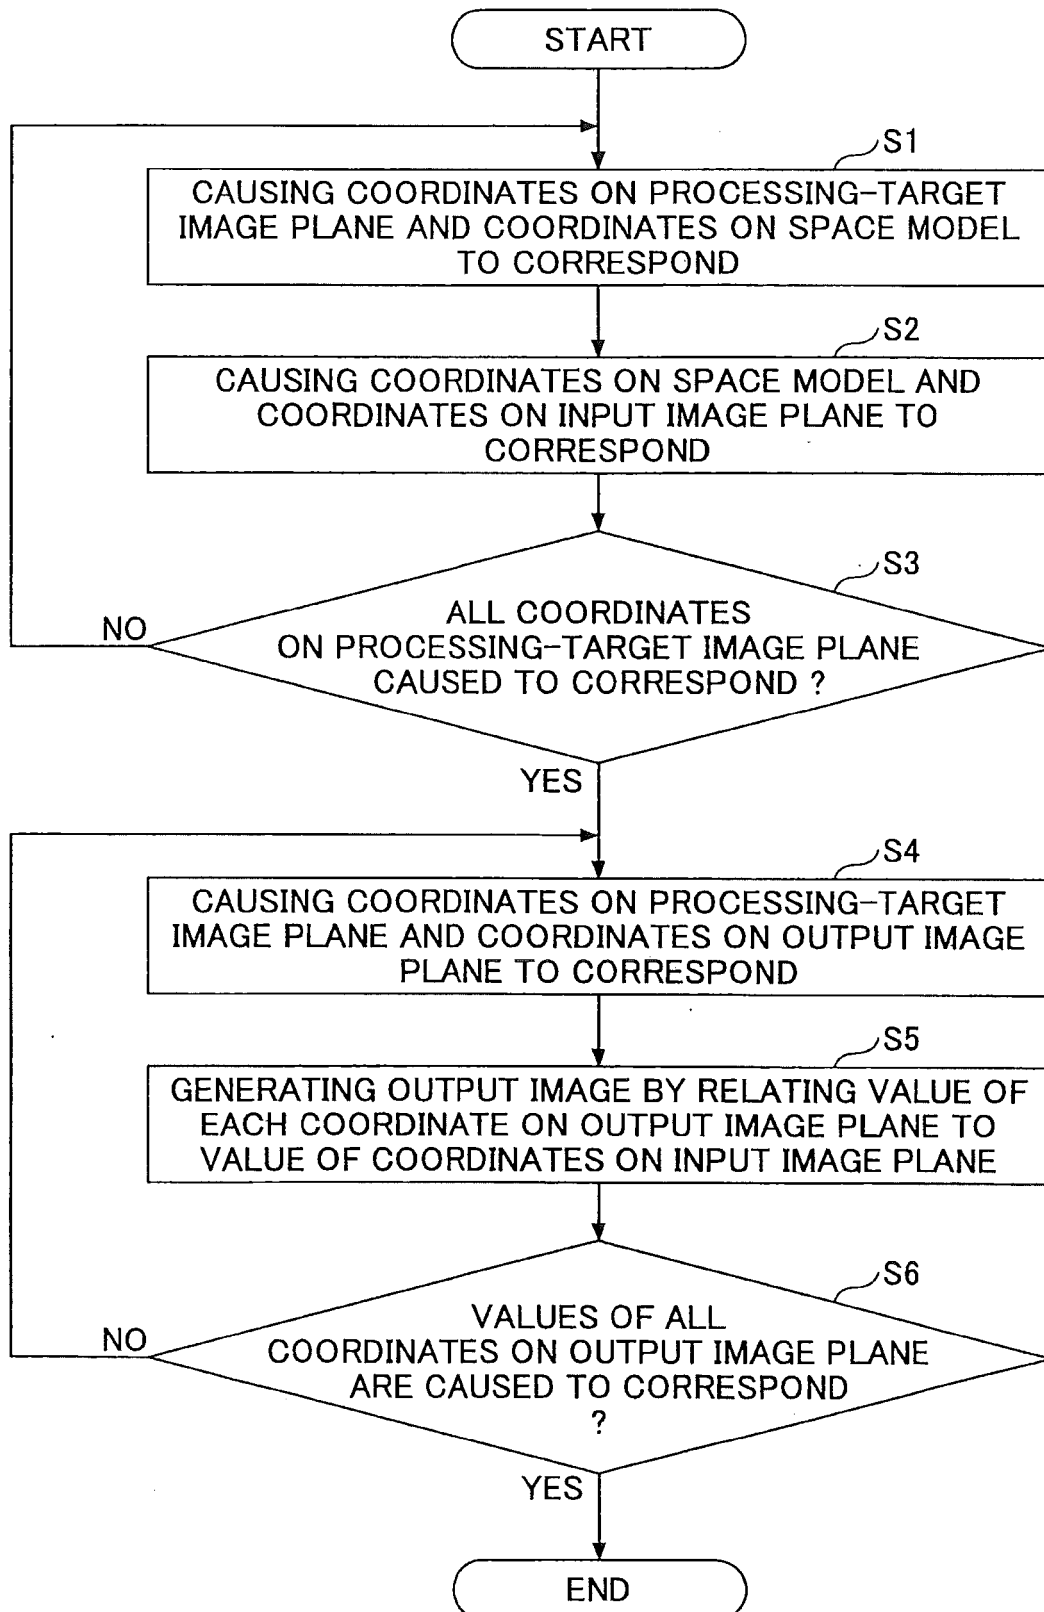 START
S1
CAUSING COORDINATES ON PROCESSING-TARGET
IMAGE PLANE AND COORDINATES ON SPACE MODEL
TO CORRESPOND
S2
CAUSING COORDINATES ON SPACE MODEL AND
COORDINATES ON INPUT IMAGE PLANE TO
CORRESPOND
S3
ALL COORDINATES
ON PROCESSING-TARGET IMAGE PLANE
CAUSED TO CORRESPOND ?
NO
YES
S4
CAUSING COORDINATES ON PROCESSING-TARGET
IMAGE PLANE AND COORDINATES ON OUTPUT IMAGE
PLANE TO CORRESPOND
S5
GENERATING OUTPUT IMAGE BY RELATING VALUE OF
EACH COORDINATE ON OUTPUT IMAGE PLANE TO
VALUE OF COORDINATES ON INPUT IMAGE PLANE
S6
VALUES OF ALL
COORDINATES ON OUTPUT IMAGE PLANE
ARE CAUSED TO CORRESPOND
?
NO
YES
END